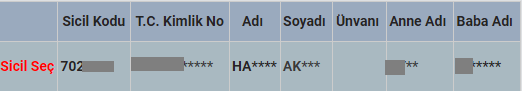 Sicil Kodu T.C. Kimlik No Adı Soyadı Ünvanı Anne Adı Baba Adı
Sicil Seç 702 ***** HA**** AK*** ** *****